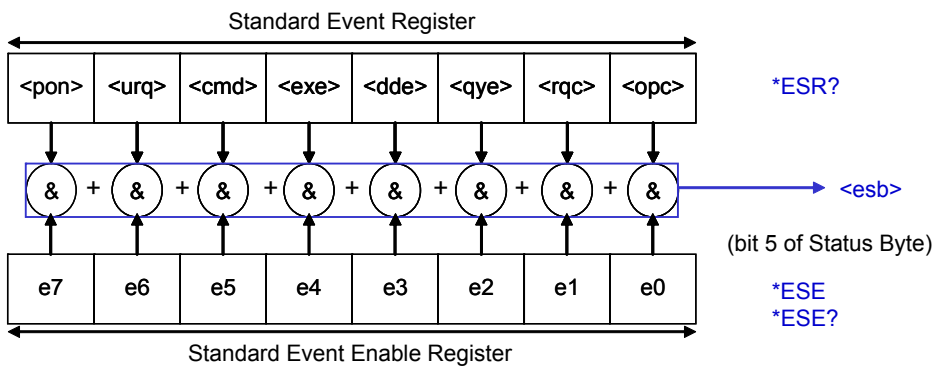 Standard Event Register
<pon> <urq> <cmd> <exe> <dde> <qye> <rqc> <opc> *ESR?
& + & + & + & + & + & + & + & <esb>
(bit 5 of Status Byte)
e7 e6 e5 e4 e3 e2 e1 e0 *ESE
*ESE?
Standard Event Enable Register